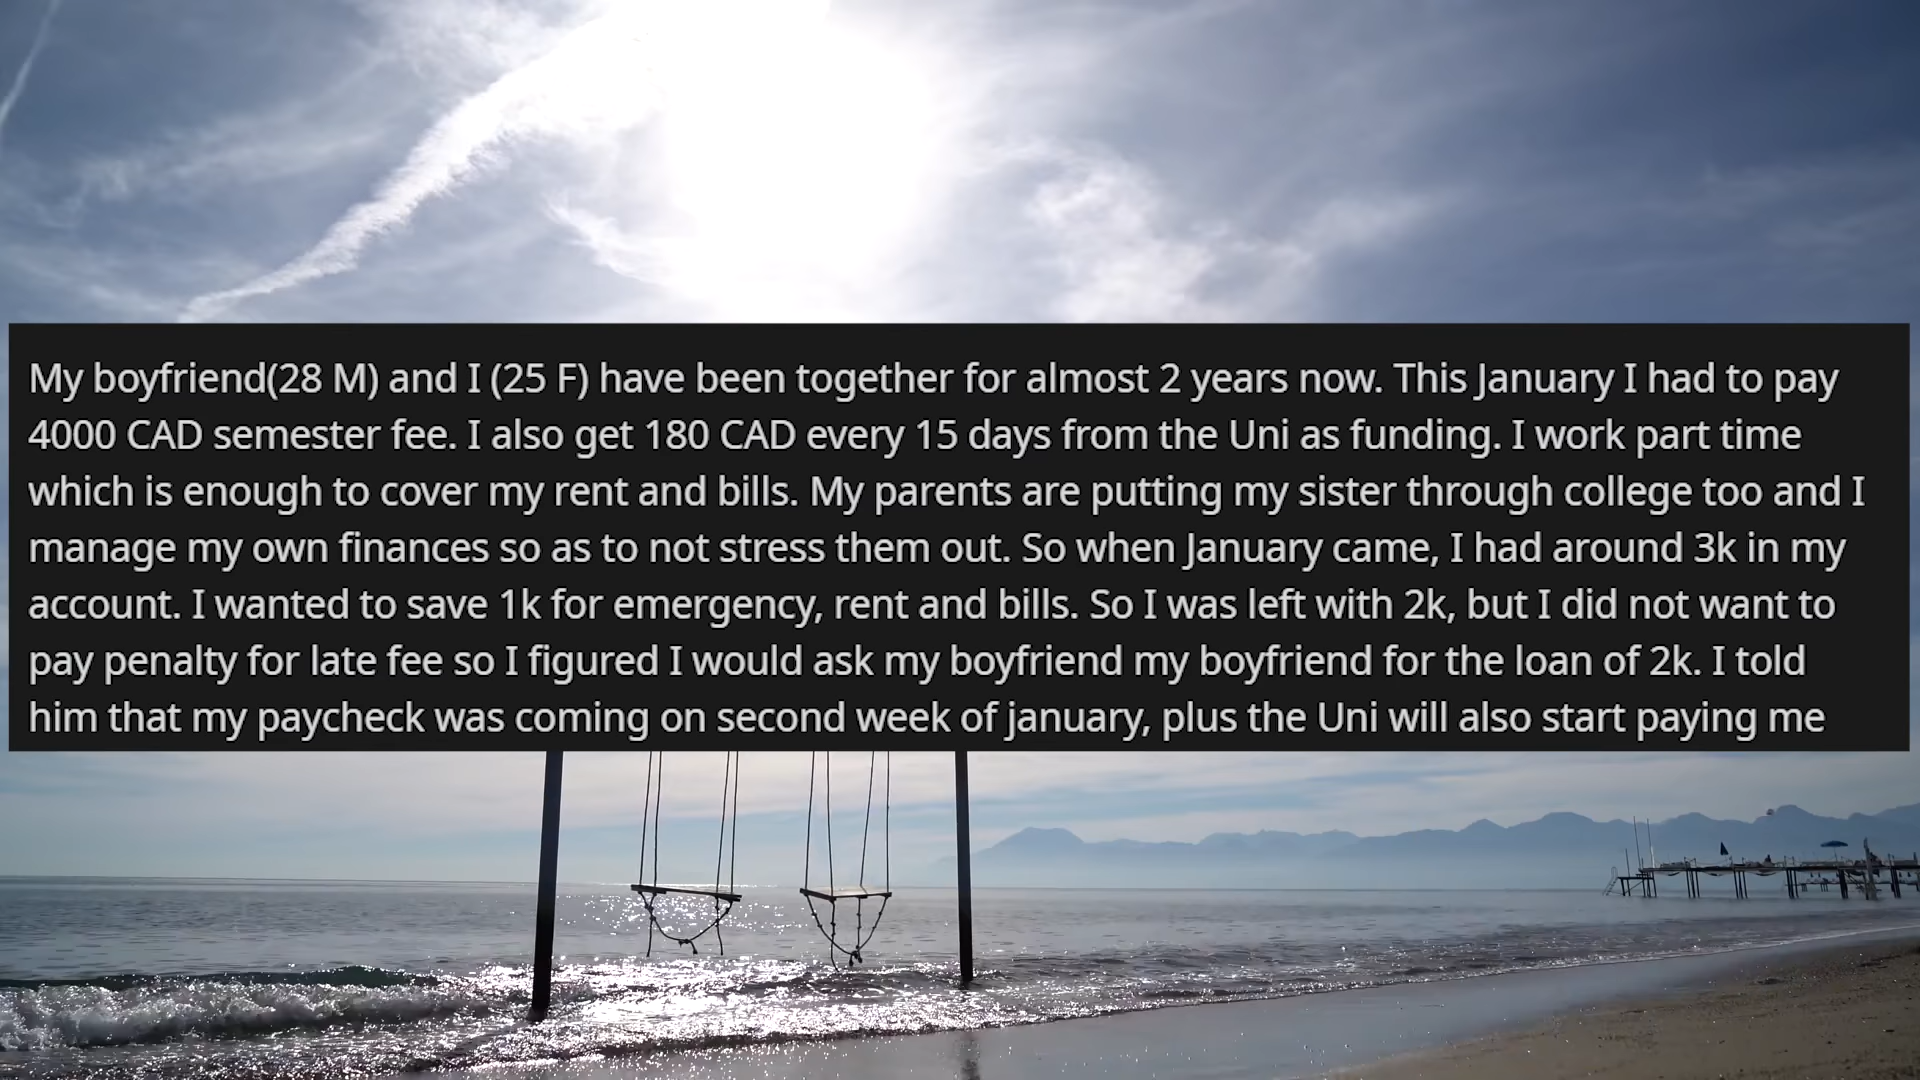 My boyfriend(28 M) and I (25 F) have been together for almost 2 years now. This January I had to pay
4000 CAD semester fee. I also get 180 CAD every 15 days from the Uni as funding. I work part time
which is enough to cover my rent and bills. My parents are putting my sister through college too and I
manage my own finances so as to not stress them out. So when January came, I had around 3k in my
account. I wanted to save 1k for emergency, rent and bills. So I was left with 2k, but I did not want to
pay penalty for late fee so I figured I would ask my boyfriend my boyfriend for the loan of 2k. I told
him that my paycheck was coming on second week of january, plus the Uni will also start paying me